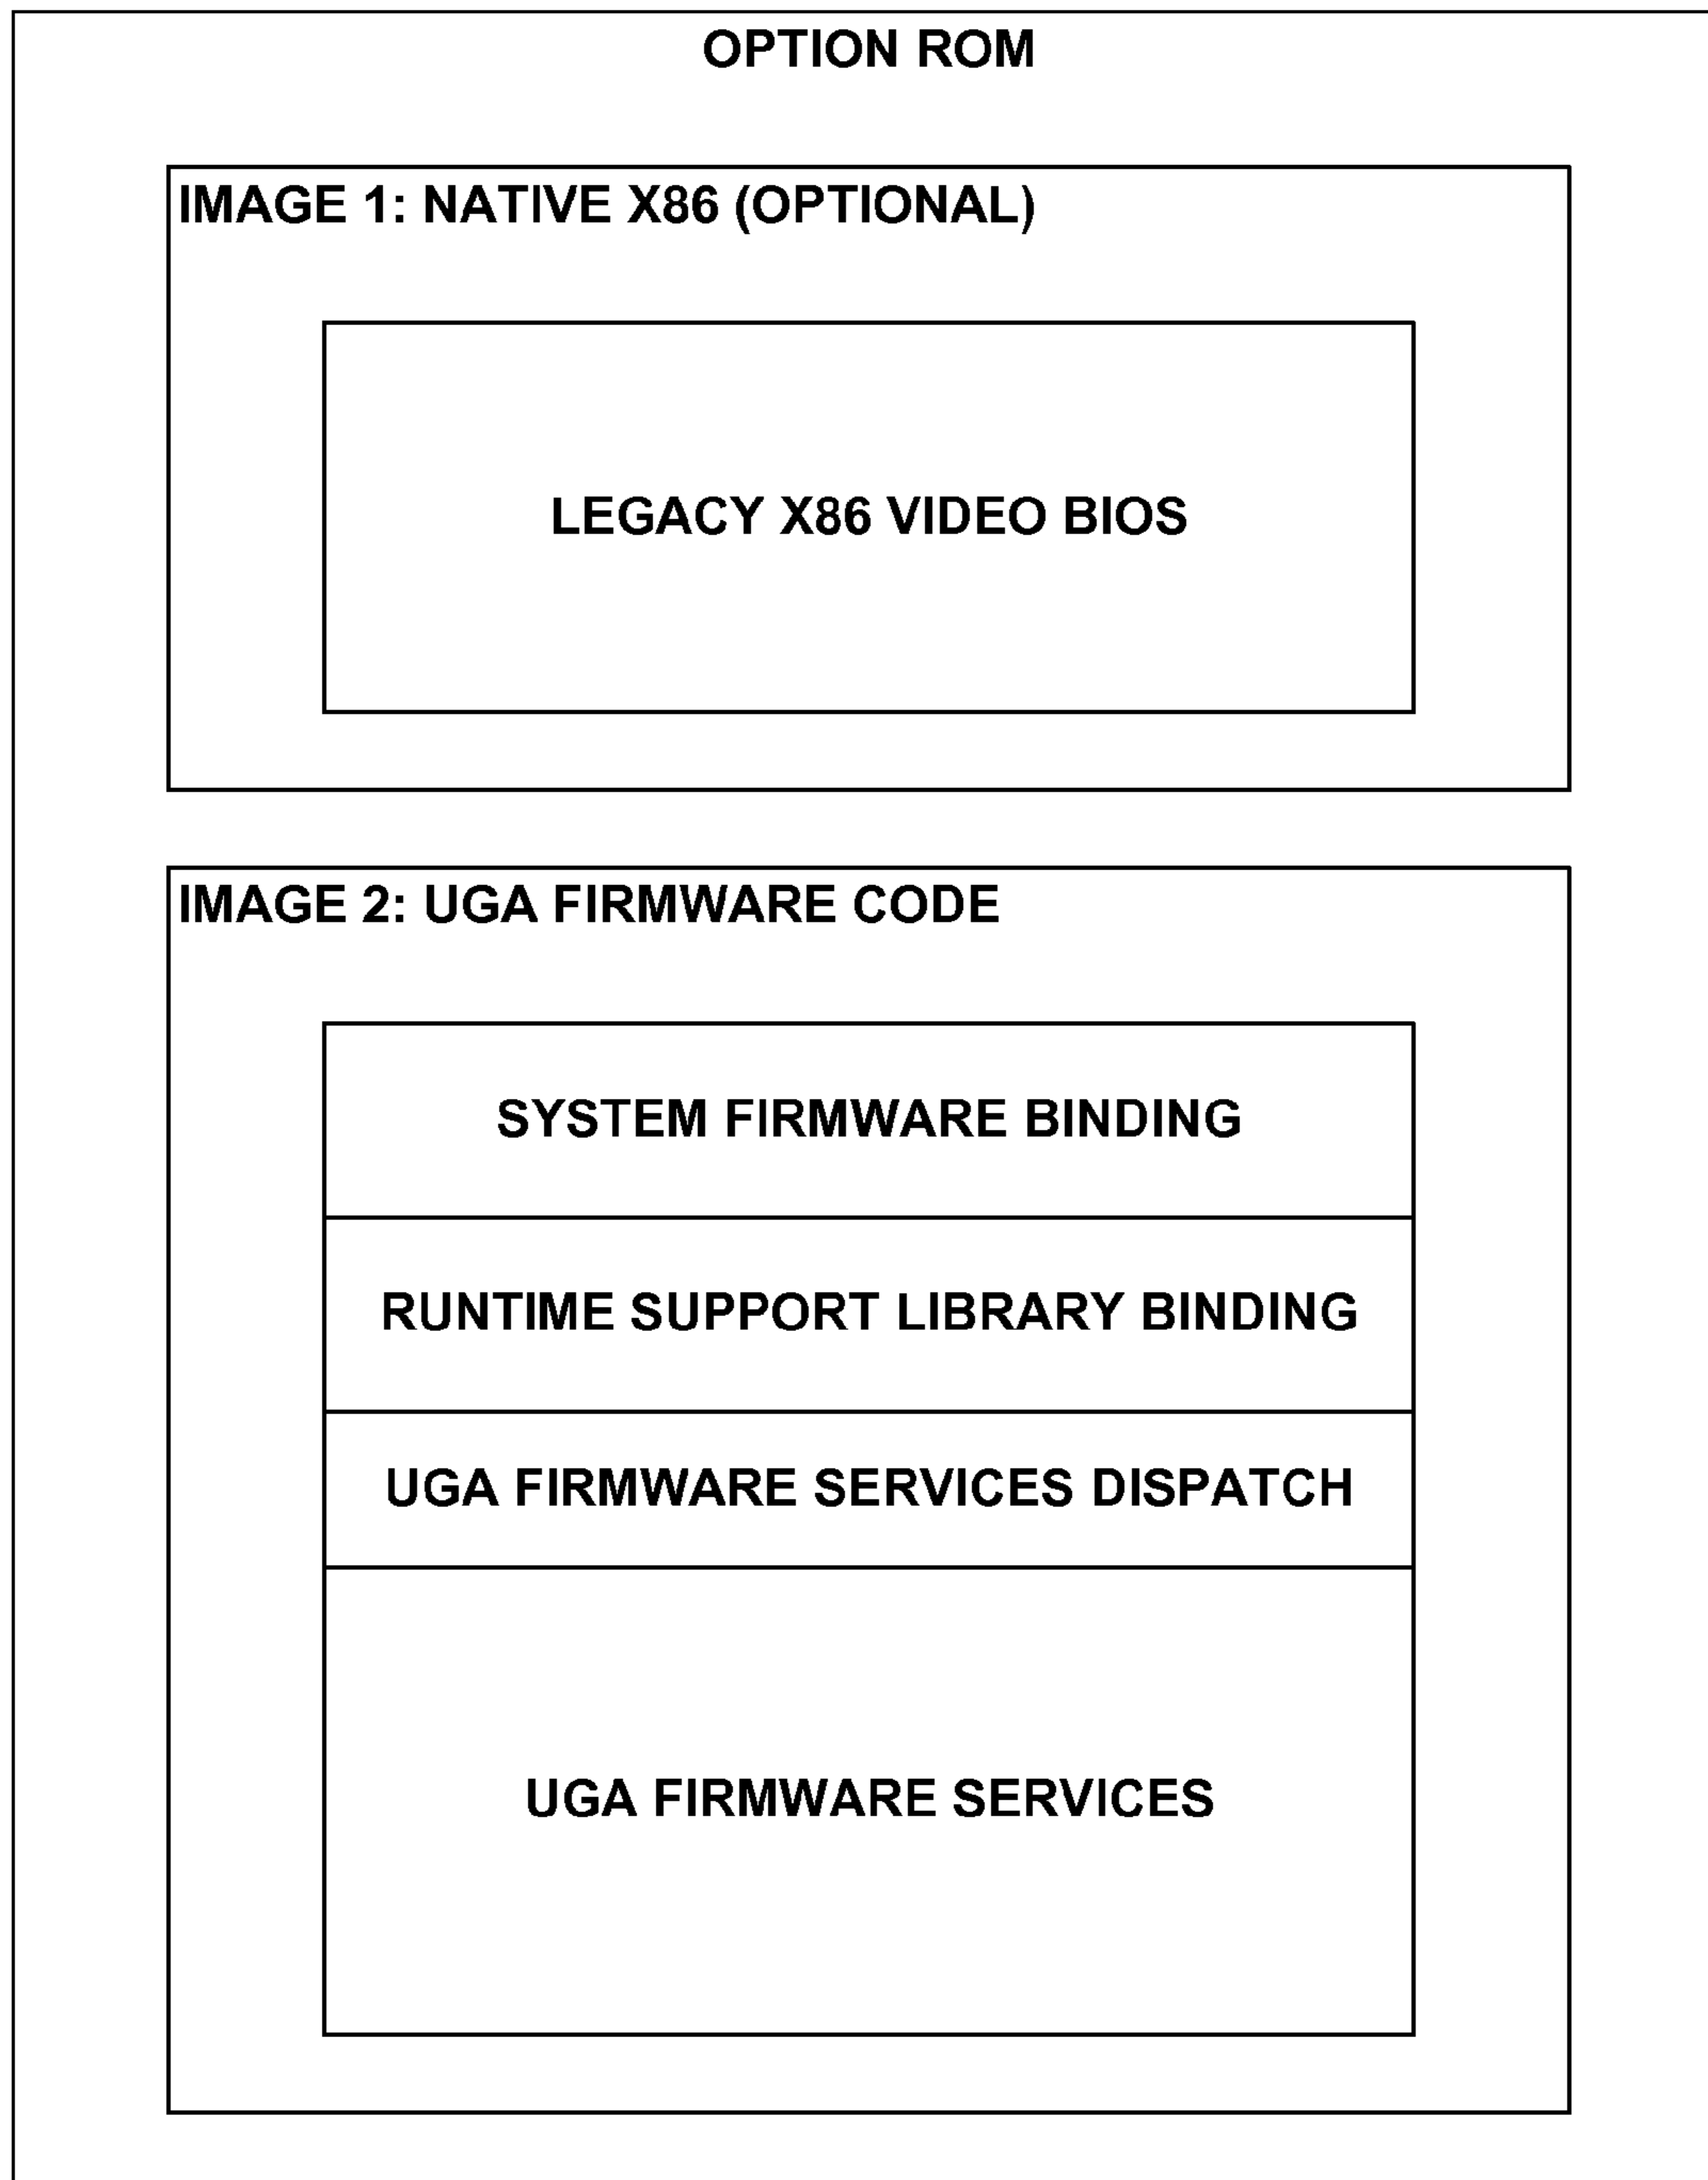 OPTION ROM
IMAGE 1: NATIVE X86 (OPTIONAL)
LEGACY X86 VIDEO BIOS
IMAGE 2: UGA FIRMWARE CODE
SYSTEM FIRMWARE BINDING
RUNTIME SUPPORT LIBRARY BINDING
UGA FIRMWARE SERVICES DISPATCH
UGA FIRMWARE SERVICES